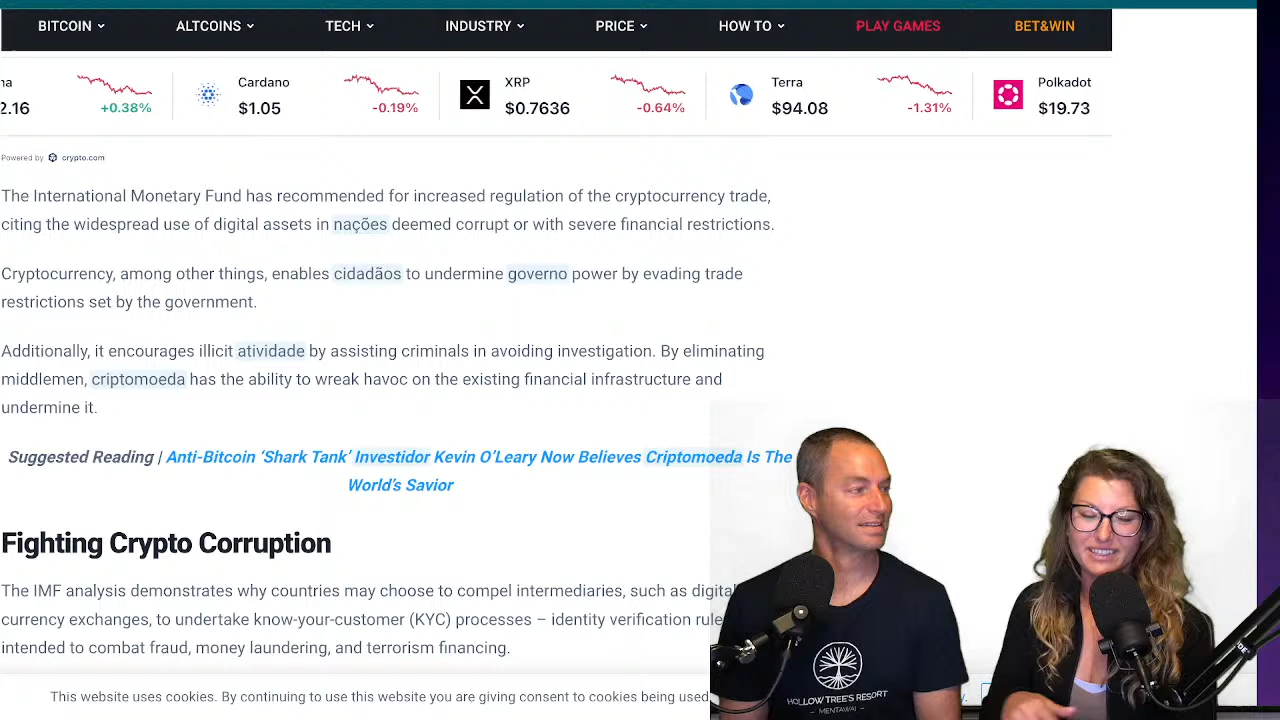 BITCOIN ALTCOINS TECH INDUSTRY PRICE HOW TO PLAY GAMES BET&WIN
Cardano XRP Terra Polkadot
2.16 +0.38% $1.05 -0.19% $0.7636 -0.64% $94.08 -1.31% $19.73
Powered by crypto.com
The International Monetary Fund has recommended for increased regulation of the cryptocurrency trade,
citing the widespread use of digital assets in nações deemed corrupt or with severe financial restrictions.
Cryptocurrency, among other things, enables cidadãos to undermine governo power by evading trade
restrictions set by the government.
Additionally, it encourages illicit atividade by assisting criminals in avoiding investigation. By eliminating
middlemen, criptomoeda has the ability to wreak havoc on the existing financial infrastructure and
undermine it.
Suggested Reading | Anti-Bitcoin ‘Shark Tank’ Investidor Kevin O’Leary Now Believes Criptomoeda Is The
World’s Savior
Fighting Crypto Corruption
The IMF analysis demonstrates why countries may choose to compel intermediaries, such as digital
currency exchanges, to undertake know-your-customer (KYC) processes – identity verification rule
intended to combat fraud, money laundering, and terrorism financing.
This website uses cookies. By continuing to use this website you are giving consent to cookies being used.
HOLLOW TREE'S RESORT
- MENTAWAI -